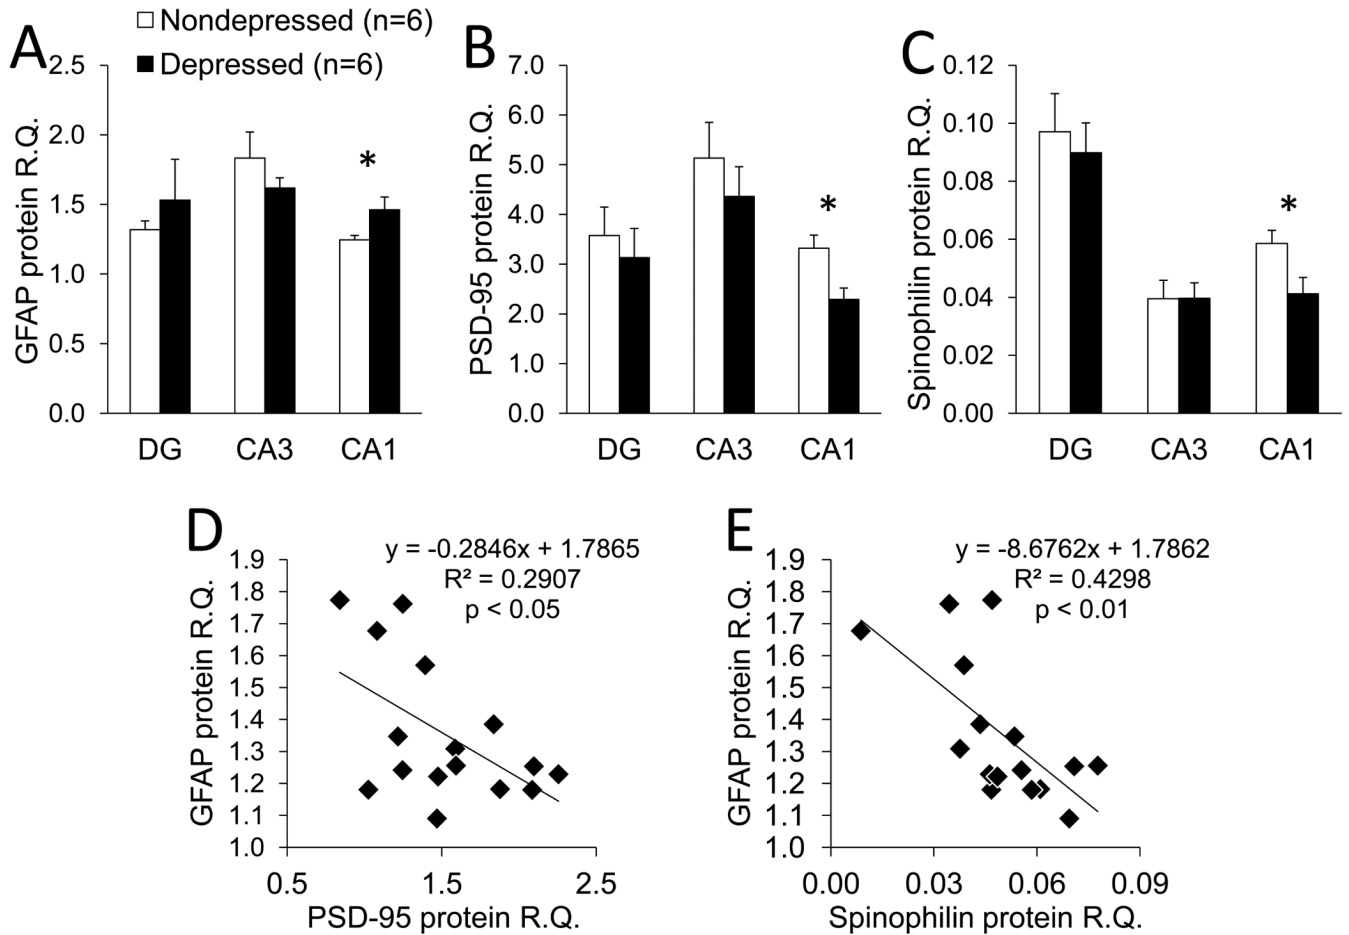 Nondepressed (n=6)
Depressed (n=6)
A
GFAP protein R.Q.
2.5
2.0
1.5
1.0
0.5
0.0
*
DG CA3 CA1
B
PSD-95 protein R.Q.
7.0
6.0
5.0
4.0
3.0
2.0
1.0
0.0
*
DG CA3 CA1
C
Spinophilin protein R.Q.
0.12
0.10
0.08
0.06
0.04
0.02
0.00
*
DG CA3 CA1
D
y = -0.2846x + 1.7865
R² = 0.2907
p < 0.05
GFAP protein R.Q.
1.9
1.8
1.7
1.6
1.5
1.4
1.3
1.2
1.1
1.0
0.5 1.5 2.5
PSD-95 protein R.Q.
E
y = -8.6762x + 1.7862
R² = 0.4298
p < 0.01
GFAP protein R.Q.
1.9
1.8
1.7
1.6
1.5
1.4
1.3
1.2
1.1
1.0
0.00 0.03 0.06 0.09
Spinophilin protein R.Q.